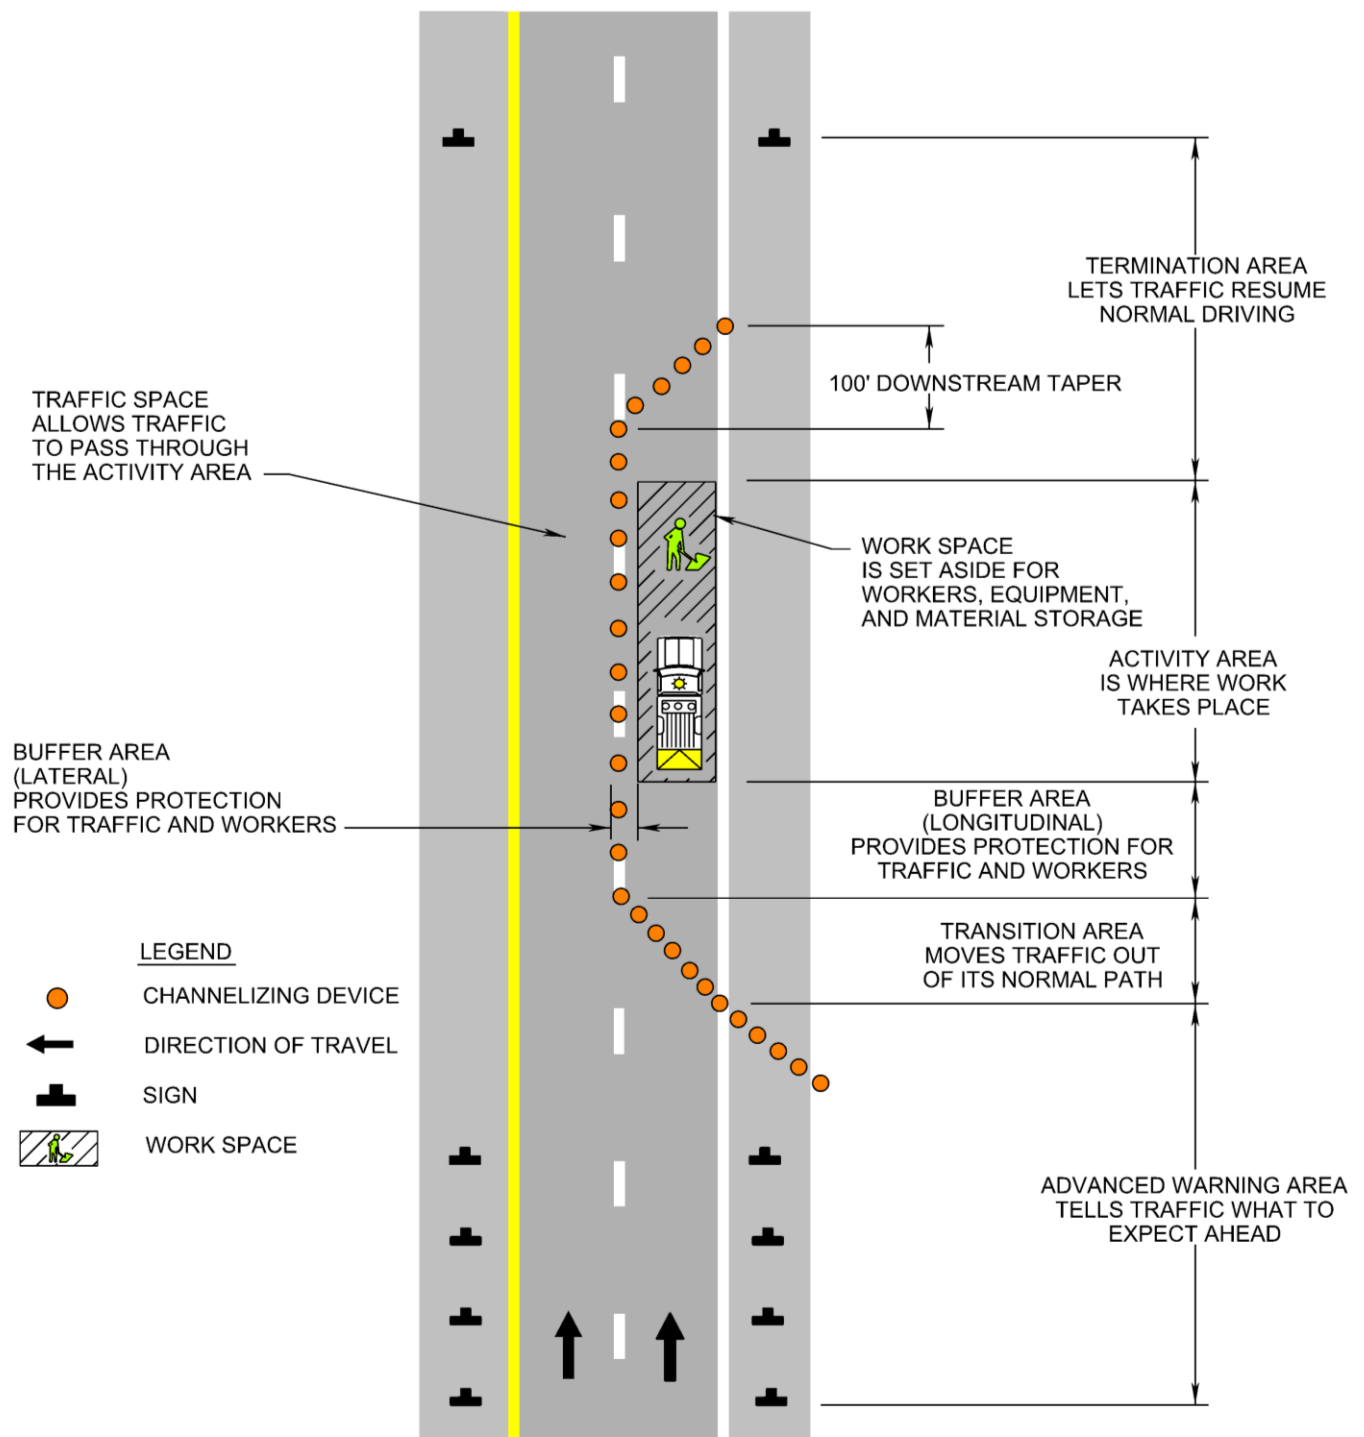 TERMINATION AREA
LETS TRAFFIC RESUME
NORMAL DRIVING
100' DOWNSTREAM TAPER
TRAFFIC SPACE
ALLOWS TRAFFIC
TO PASS THROUGH
THE ACTIVITY AREA
WORK SPACE
IS SET ASIDE FOR
WORKERS, EQUIPMENT,
AND MATERIAL STORAGE
ACTIVITY AREA
IS WHERE WORK
TAKES PLACE
BUFFER AREA
(LATERAL)
PROVIDES PROTECTION
FOR TRAFFIC AND WORKERS
BUFFER AREA
(LONGITUDINAL)
PROVIDES PROTECTION FOR
TRAFFIC AND WORKERS
TRANSITION AREA
MOVES TRAFFIC OUT
OF ITS NORMAL PATH
LEGEND
CHANNELIZING DEVICE
DIRECTION OF TRAVEL
SIGN
WORK SPACE
ADVANCED WARNING AREA
TELLS TRAFFIC WHAT TO
EXPECT AHEAD